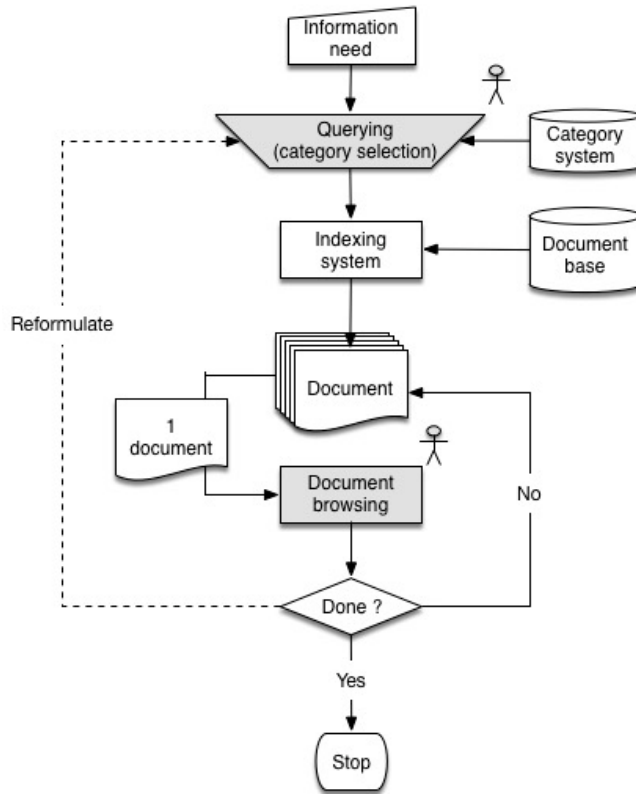 Information
need
Querying
(category selection)
Category
system
Indexing
system
Document
base
Reformulate
Document
1
document
Document
browsing
No
Done ?
Yes
Stop